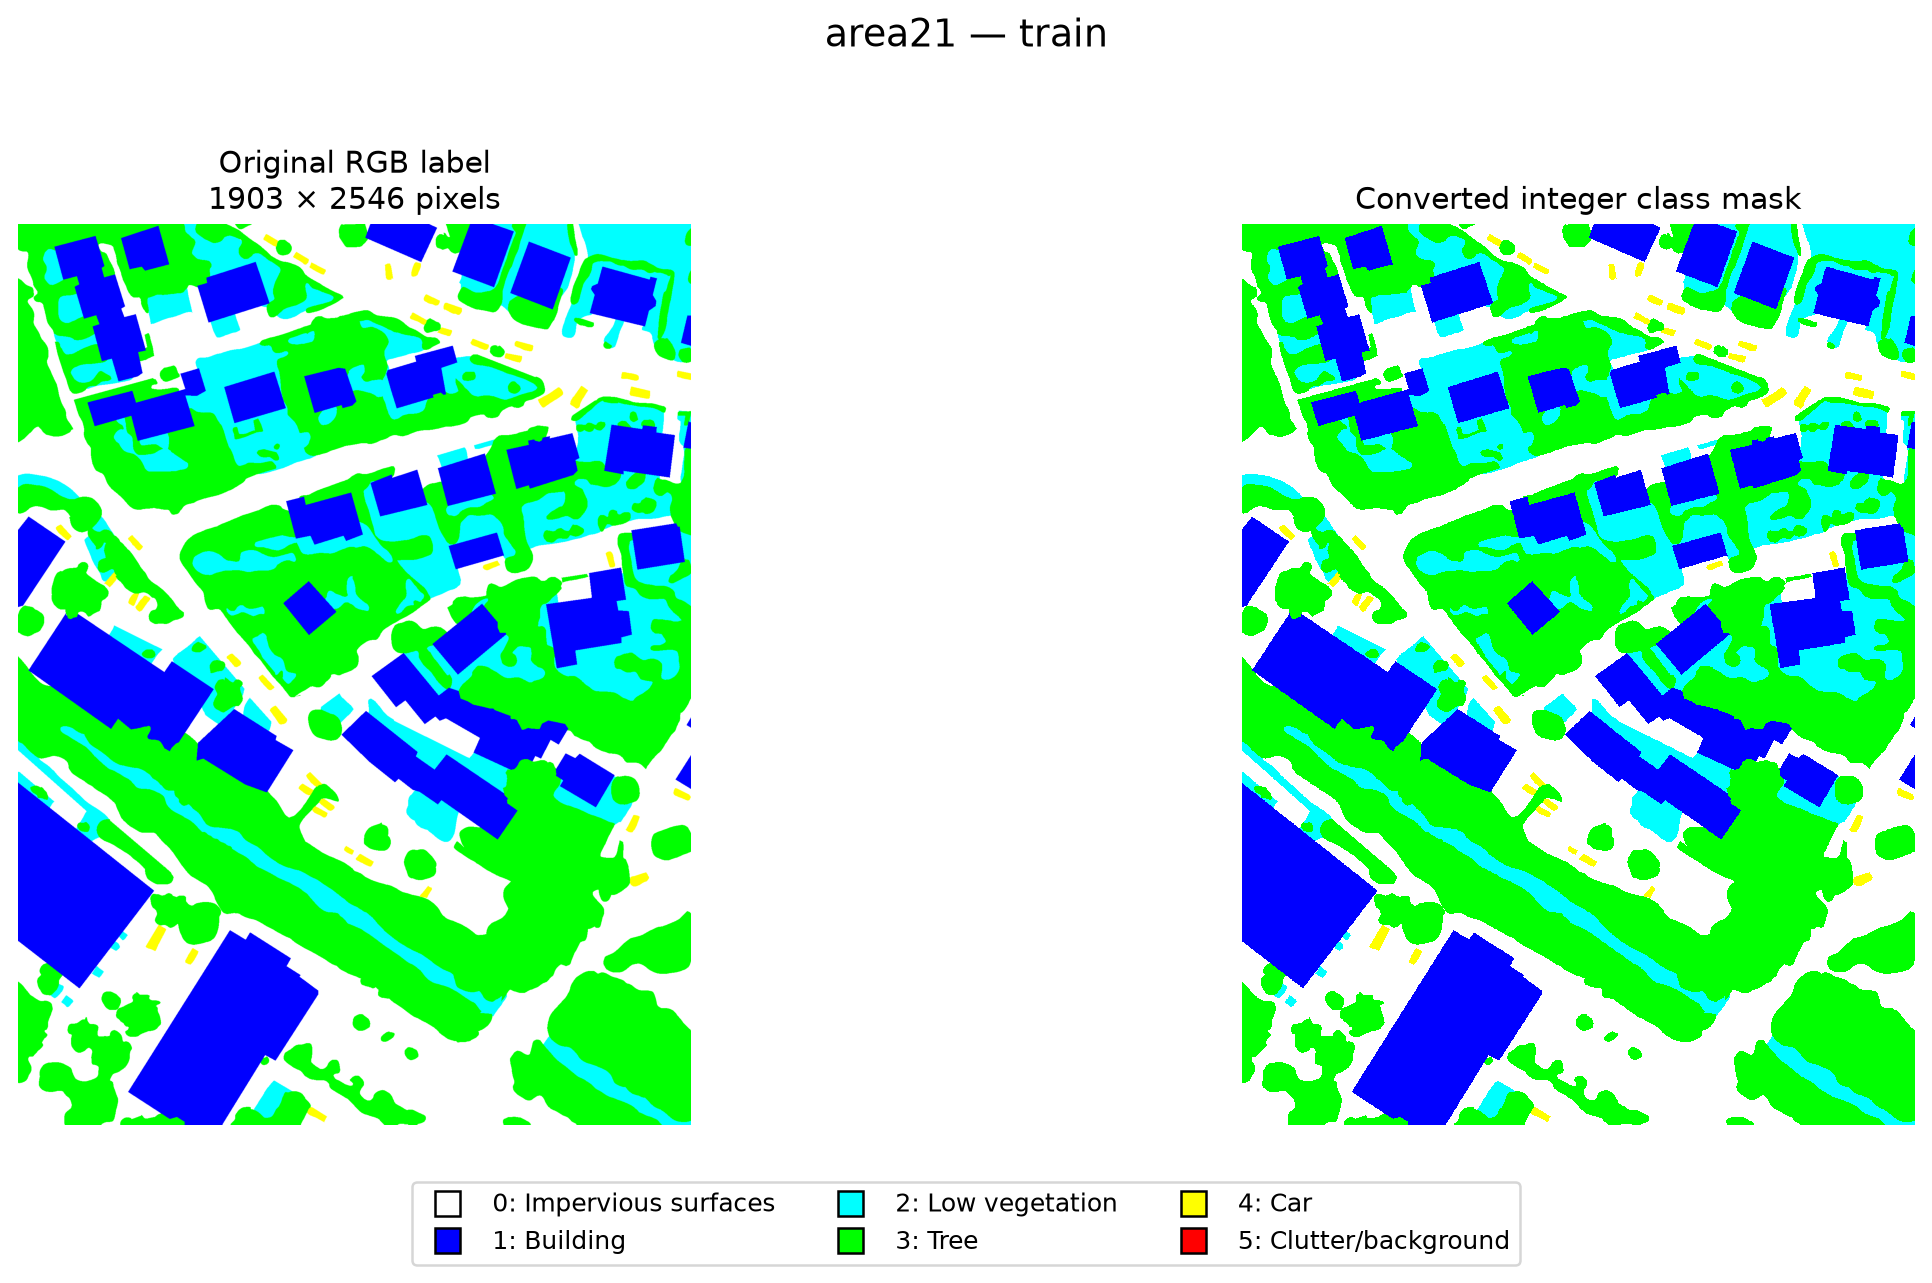 area21 — train
Original RGB label
1903 × 2546 pixels
Converted integer class mask
0: Impervious surfaces
1: Building
2: Low vegetation
3: Tree
4: Car
5: Clutter/background